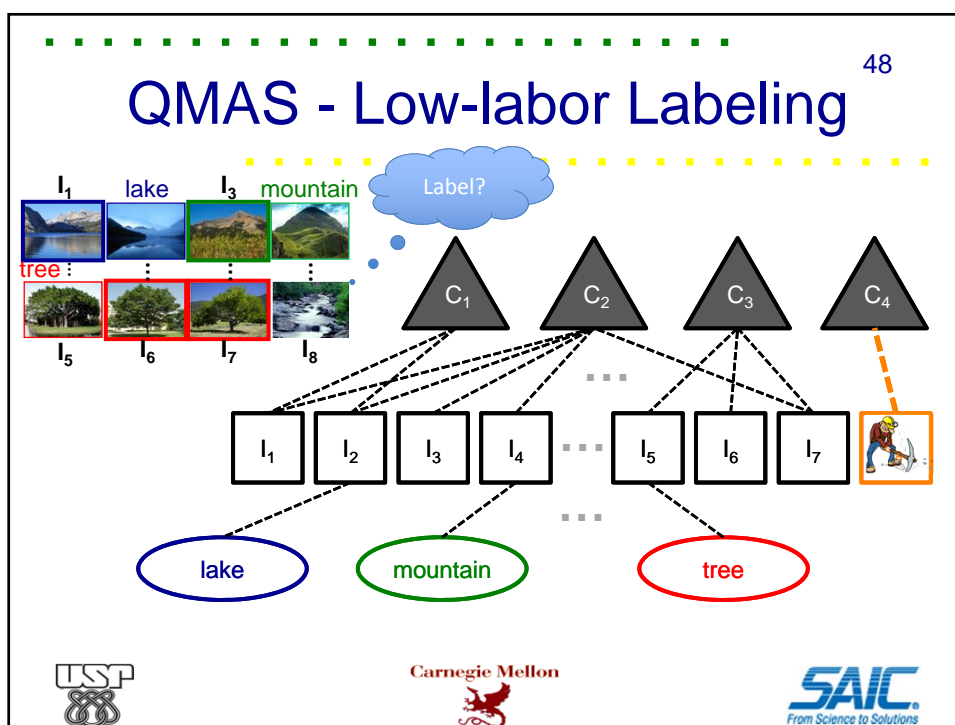 48
QMAS - Low-labor Labeling
Label?
I₁ lake I₃ mountain
tree
I₅ I₆ I₇ I₈
C₁ C₂ C₃ C₄
I₁ I₂ I₃ I₄ I₅ I₆ I₇
lake mountain tree
USP Carnegie Mellon SAIC
From Science to Solutions